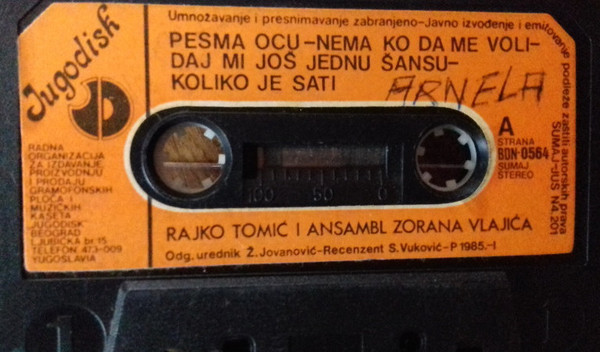 Jugodisk
Umnožavanje i presnimavanje zabranjeno-Javno izvođenje i emitovanje podleže zaštiti autorskih prava
PESMA OCU-NEMA KO DA ME VOLI-
DAJ MI JOŠ JEDNU ŠANSU-
KOLIKO JE SATI
ARNELA
A
STRANA
BDN-0564
SUMAJ
STEREO
SUMAJ-JUS N4.201
RADNA
ORGANIZACIJA
ZA IZDAVANJE,
PROIZVODNJU
I PRODAJU
GRAMOFONSKIH
PLOČA I
MUZIČKIH
KASETA
JUGODISK
BEOGRAD
LJUBIČKA br. 15
TELEFON 473-009
YUGOSLAVIA
100 50 0
RAJKO TOMIĆ I ANSAMBL ZORANA VLAJIĆA
Odg. urednik Ž. Jovanović-Recenzent S. Vuković-P 1985.-I